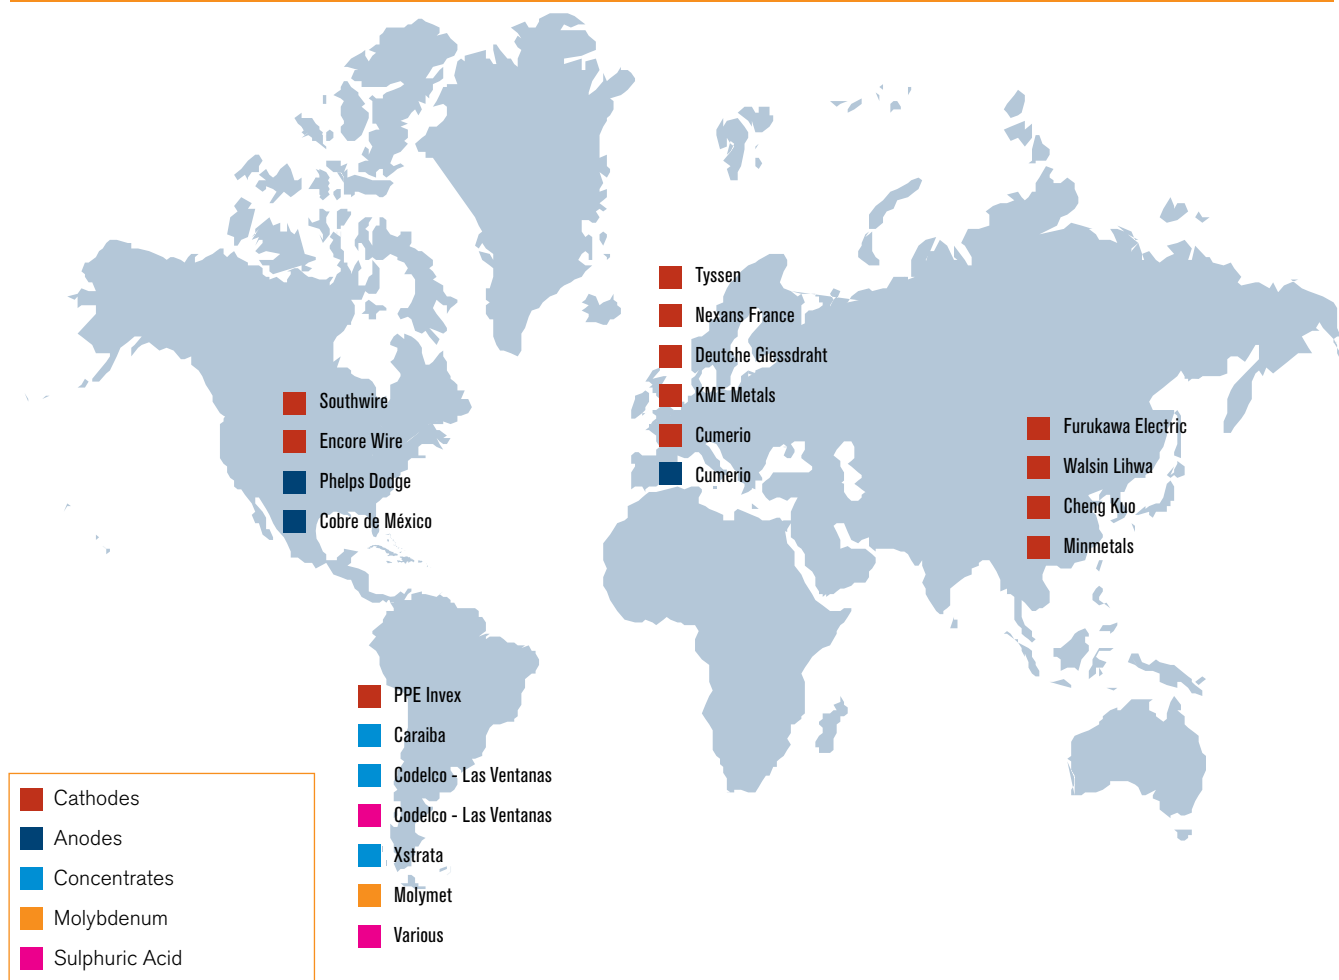 Tyssen
Nexans France
Deutche Giessdraht
KME Metals
Cumerio
Cumerio
Southwire
Encore Wire
Phelps Dodge
Cobre de México
Furukawa Electric
Walsin Lihwa
Cheng Kuo
Minmetals
PPE Invex
Caraiba
Codelco - Las Ventanas
Codelco - Las Ventanas
Xstrata
Molymet
Various
Cathodes
Anodes
Concentrates
Molybdenum
Sulphuric Acid